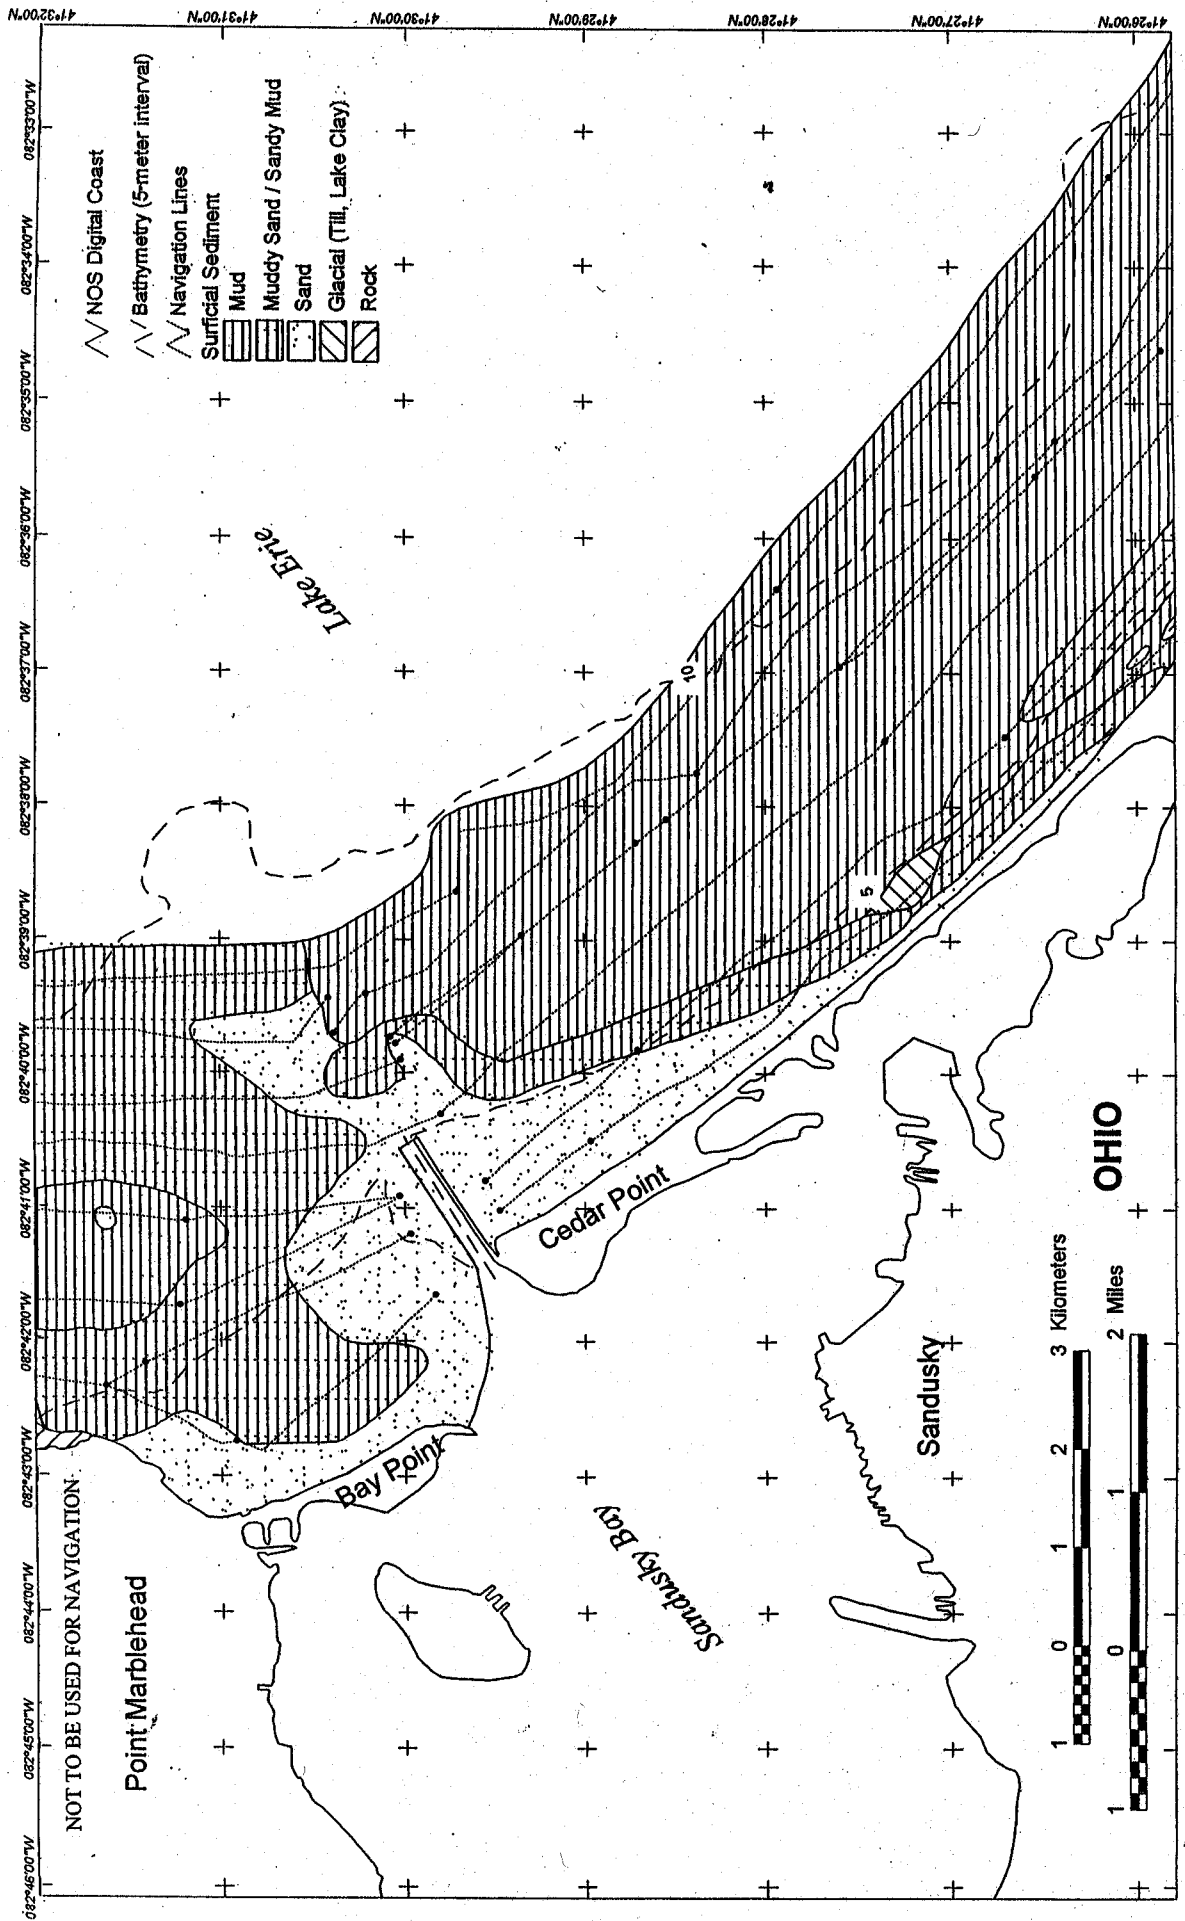 NOT TO BE USED FOR NAVIGATION
082°46'00"W
082°45'00"W
082°44'00"W
082°43'00"W
082°42'00"W
082°41'00"W
082°40'00"W
082°39'00"W
082°38'00"W
082°37'00"W
082°36'00"W
082°35'00"W
082°34'00"W
082°33'00"W
41°32'00"N
41°31'00"N
41°30'00"N
41°29'00"N
41°28'00"N
41°27'00"N
41°26'00"N
NOS Digital Coast
Bathymetry (5-meter interval)
Navigation Lines
Surficial Sediment
Mud
Muddy Sand / Sandy Mud
Sand
Glacial (Till, Lake Clay)
Rock
Point Marblehead
Lake Erie
Bay Point
Cedar Point
10
5
Sandusky Bay
Sandusky
OHIO
1 0 1 2 3 Kilometers
1 0 1 2 Miles